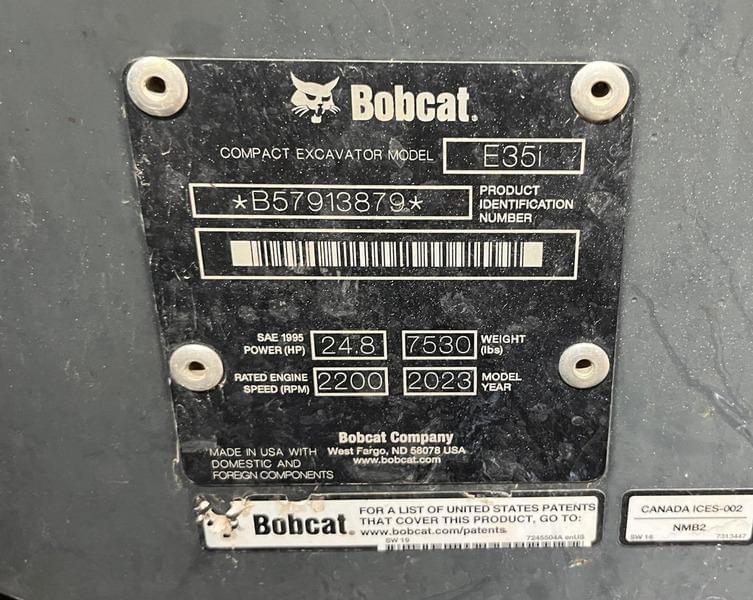 Bobcat.
COMPACT EXCAVATOR MODEL E35i
*B57913879* PRODUCT IDENTIFICATION NUMBER
SAE 1995 POWER (HP) 24.8 7530 WEIGHT (lbs)
RATED ENGINE SPEED (RPM) 2200 2023 MODEL YEAR
MADE IN USA WITH
DOMESTIC AND
FOREIGN COMPONENTS
Bobcat Company
West Fargo, ND 58078 USA
www.bobcat.com
Bobcat.
FOR A LIST OF UNITED STATES PATENTS
THAT COVER THIS PRODUCT, GO TO:
www.bobcat.com/patents
SW 19 7245504A enUS
CANADA ICES-002
NMB2
SW 18 7313447